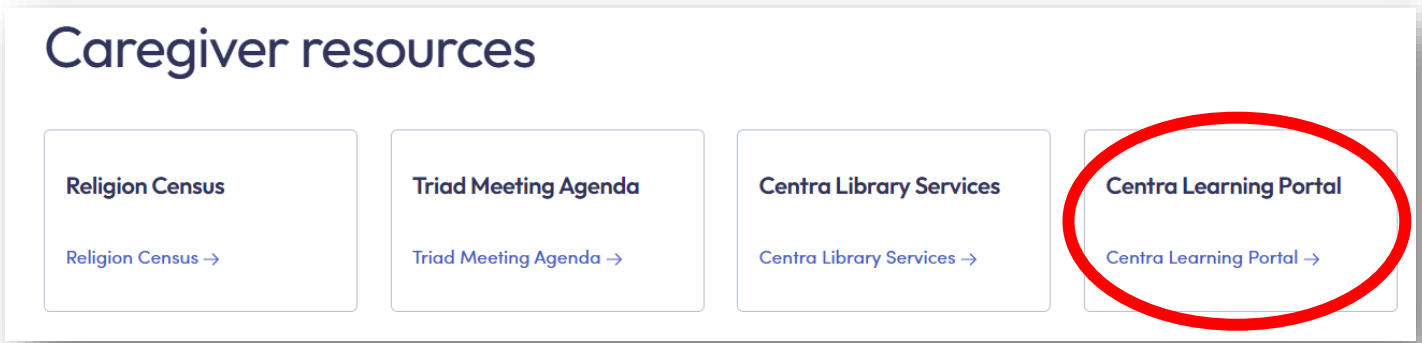 Caregiver resources
Religion Census
Religion Census →
Triad Meeting Agenda
Triad Meeting Agenda →
Centra Library Services
Centra Library Services →
Centra Learning Portal
Centra Learning Portal →